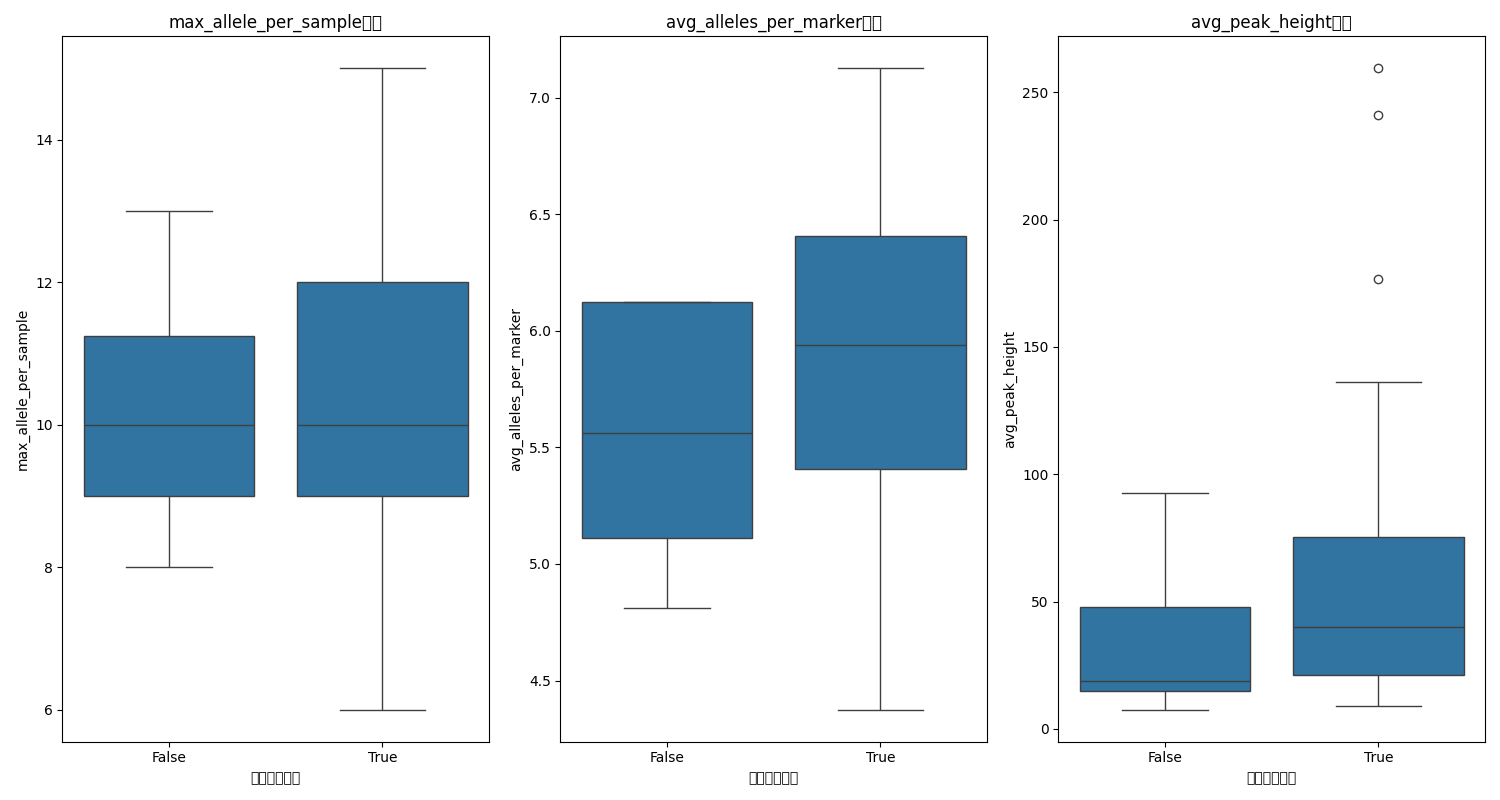 max_allele_per_sample
avg_alleles_per_marker
avg_peak_height
max_allele_per_sample
14
12
10
8
6
False
True
avg_alleles_per_marker
7.0
6.5
6.0
5.5
5.0
4.5
False
True
avg_peak_height
250
200
150
100
50
0
False
True